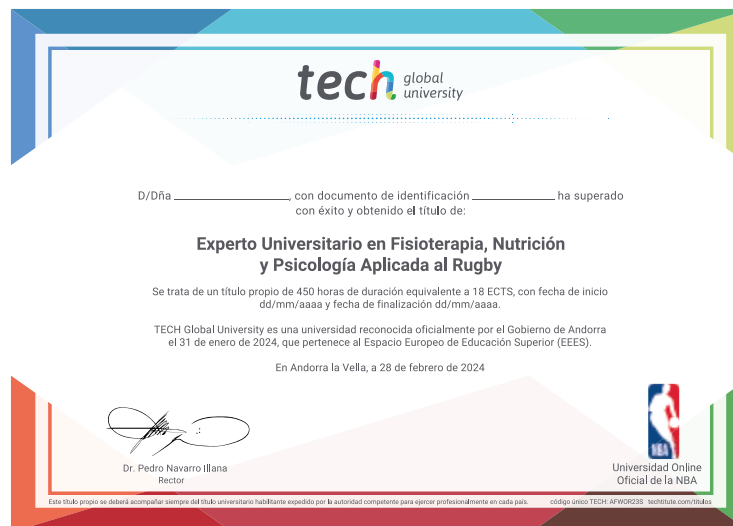 tech global university
D/Dña ______________, con documento de identificación ______________ ha superado
con éxito y obtenido el título de:
Experto Universitario en Fisioterapia, Nutrición
y Psicología Aplicada al Rugby
Se trata de un título propio de 450 horas de duración equivalente a 18 ECTS, con fecha de inicio
dd/mm/aaaa y fecha de finalización dd/mm/aaaa.
TECH Global University es una universidad reconocida oficialmente por el Gobierno de Andorra
el 31 de enero de 2024, que pertenece al Espacio Europeo de Educación Superior (EEES).
En Andorra la Vella, a 28 de febrero de 2024
Dr. Pedro Navarro Illana
Rector
NBA
Universidad Online
Oficial de la NBA
Este título propio se deberá acompañar siempre del título universitario habilitante expedido por la autoridad competente para ejercer profesionalmente en cada país. código único TECH: AFWOR23S techtitute.com/titulos